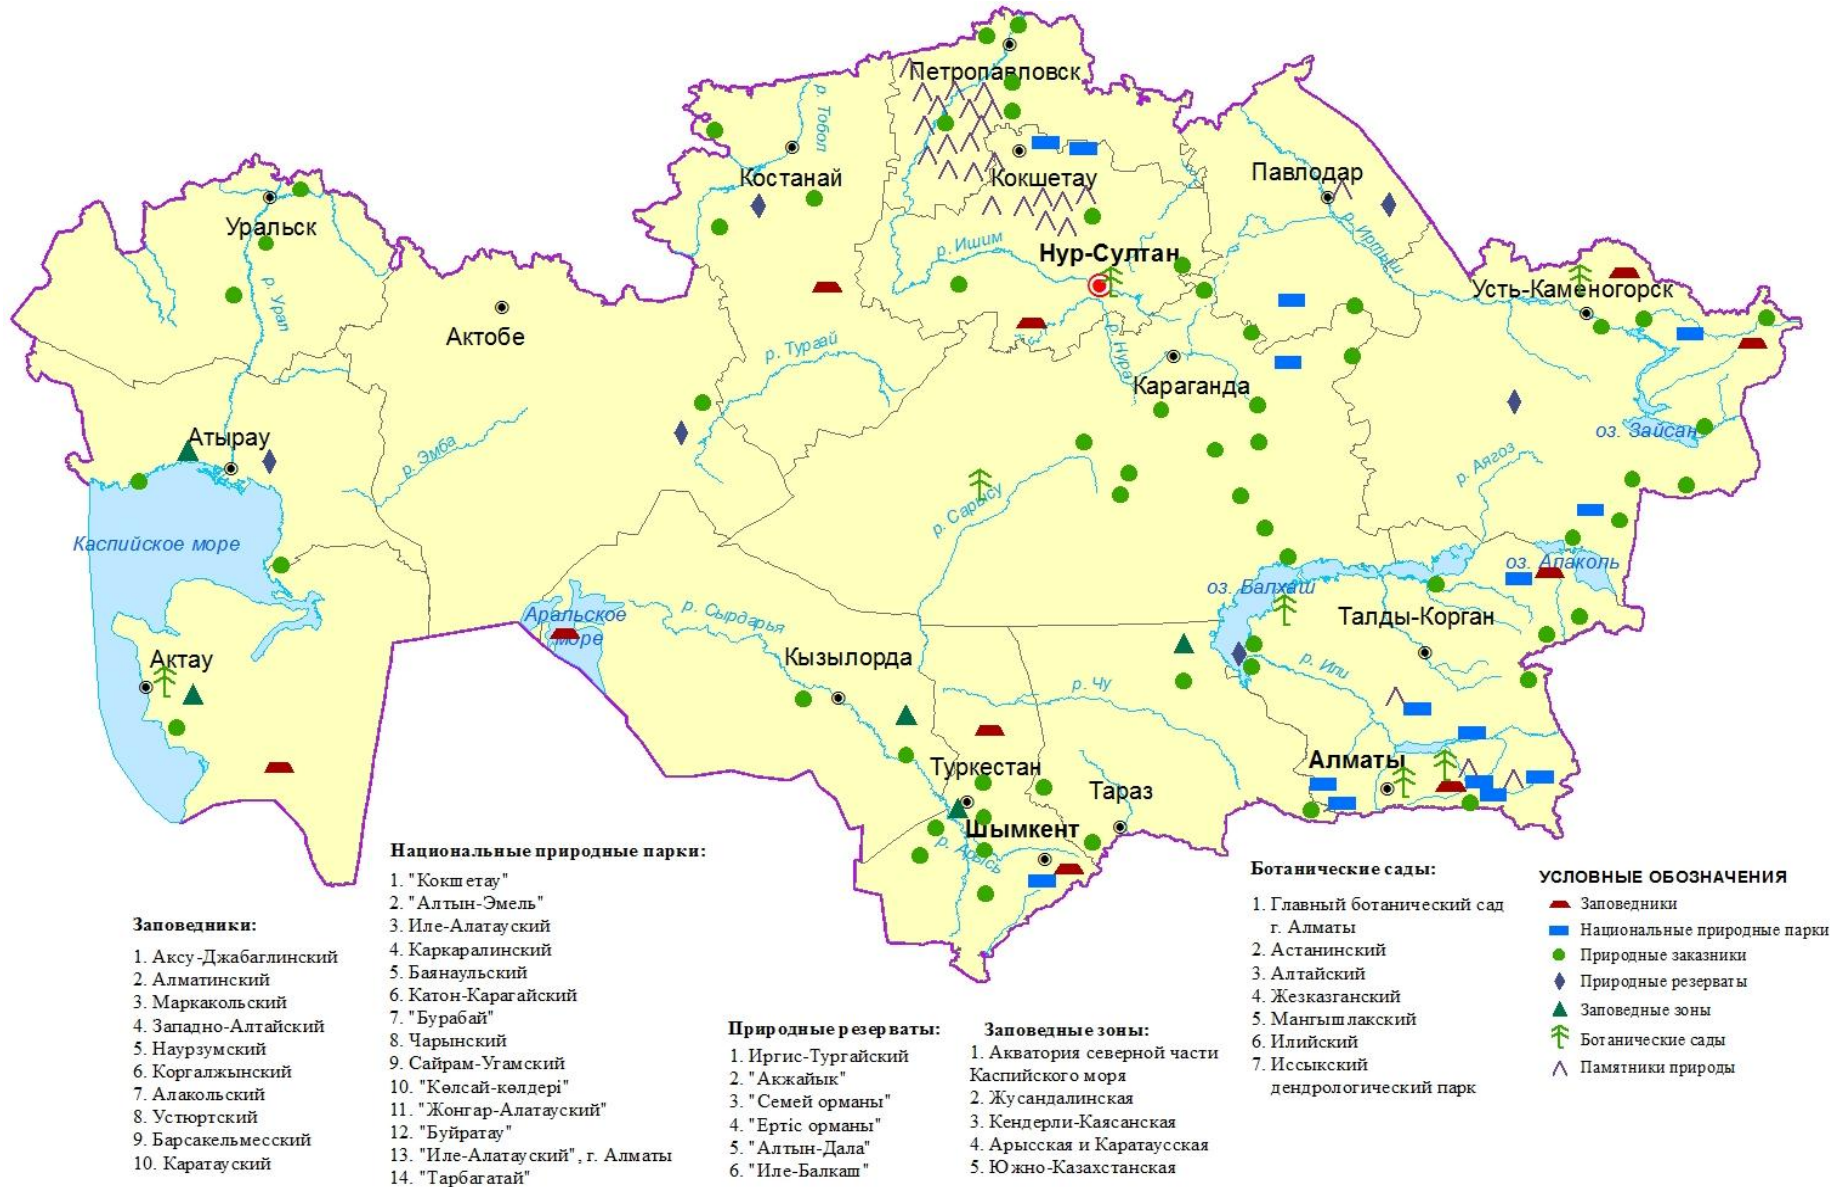 Петропавловск
р. Тобол
Костанай
Кокшетау
Павлодар
р. Иртыш
Уральск
р. Урал
р. Ишим
Нур-Султан
Усть-Каменогорск
Актобе
р. Тургай
р. Нура
Караганда
Атырау
р. Эмба
оз. Зайсан
р. Аягоз
р. Сарысу
Каспийское море
оз. Алаколь
оз. Балхаш
Аральское
море
р. Сырдарья
Талды-Корган
Актау
Кызылорда
р. Или
р. Чу
Туркестан
Алматы
Тараз
Шымкент
р. Арысь
Заповедники:
1. Аксу-Джабаглинский
2. Алматинский
3. Маркакольский
4. Западно-Алтайский
5. Наурзумский
6. Коргалжынский
7. Алакольский
8. Устюртский
9. Барсакельмесский
10. Каратауский
Национальные природные парки:
1. "Кокшетау"
2. "Алтын-Эмель"
3. Иле-Алатауский
4. Каркаралинский
5. Баянаульский
6. Катон-Карагайский
7. "Бурабай"
8. Чарынский
9. Сайрам-Угамский
10. "Көлсай-көлдері"
11. "Жонгар-Алатауский"
12. "Буйратау"
13. "Иле-Алатауский", г. Алматы
14. "Тарбагатай"
Природные резерваты:
1. Иргис-Тургайский
2. "Акжайык"
3. "Семей орманы"
4. "Ертіс орманы"
5. "Алтын-Дала"
6. "Иле-Балкаш"
Заповедные зоны:
1. Акватория северной части
Каспийского моря
2. Жусандалинская
3. Кендерли-Каясанская
4. Арысская и Каратаусская
5. Южно-Казахстанская
Ботанические сады:
1. Главный ботанический сад
г. Алматы
2. Астанинский
3. Алтайский
4. Жезказганский
5. Мангышлакский
6. Илийский
7. Иссыкский
дендрологический парк
УСЛОВНЫЕ ОБОЗНАЧЕНИЯ
Заповедники
Национальные природные парки
Природные заказники
Природные резерваты
Заповедные зоны
Ботанические сады
Памятники природы